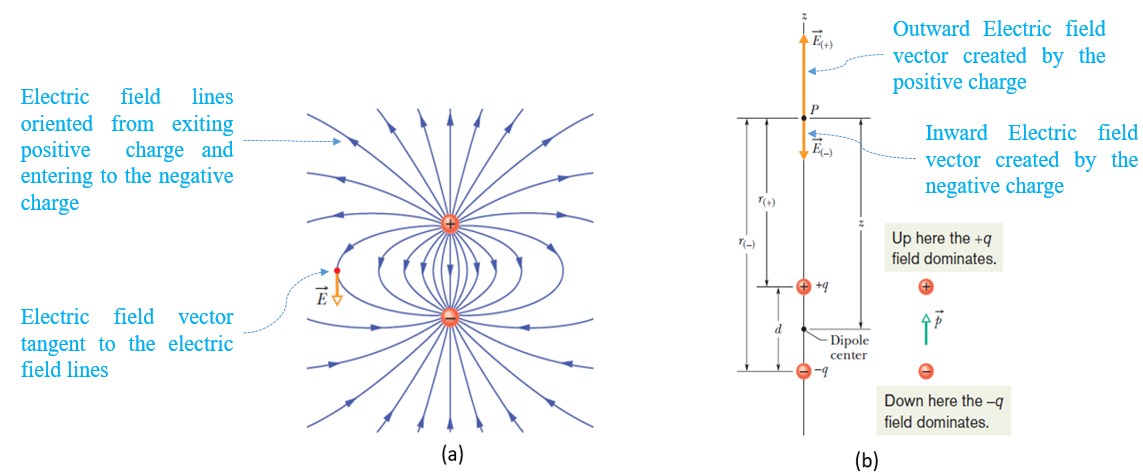 Electric field lines
oriented from exiting
positive charge and
entering to the negative
charge
Electric field vector
tangent to the electric
field lines
+
−
E
(a)
z
E(+)
Outward Electric field
vector created by the
positive charge
P
E(−)
Inward Electric field
vector created by the
negative charge
r(+)
z
r(−)
Up here the +q
field dominates.
+ +q
+
d
p
Dipole
center
− −q
−
Down here the −q
field dominates.
(b)